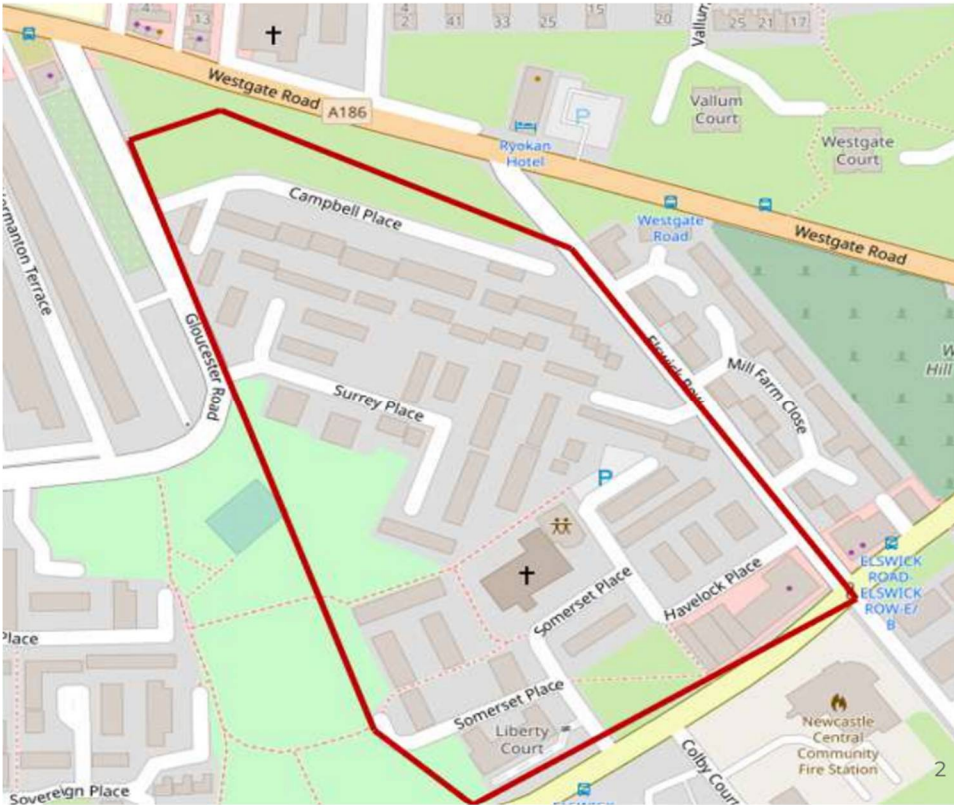 4
13
4
2
41
33
25
15
20
25
21
17
Westgate Road
A186
P
Ryokan
Hotel
Vallum
Court
Westgate
Court
Westgate
Road
Westgate Road
Campbell Place
Gloucester Road
Surrey Place
Elswick Row
Mill Farm Close
Hill
P
Somerset Place
Havelock Place
ELSWICK
ROAD-
ELSWICK
ROW-E/
B
Place
Somerset Place
Liberty
Court
Colby Court
Newcastle
Central
Community
Fire Station
Sovereign Place
2